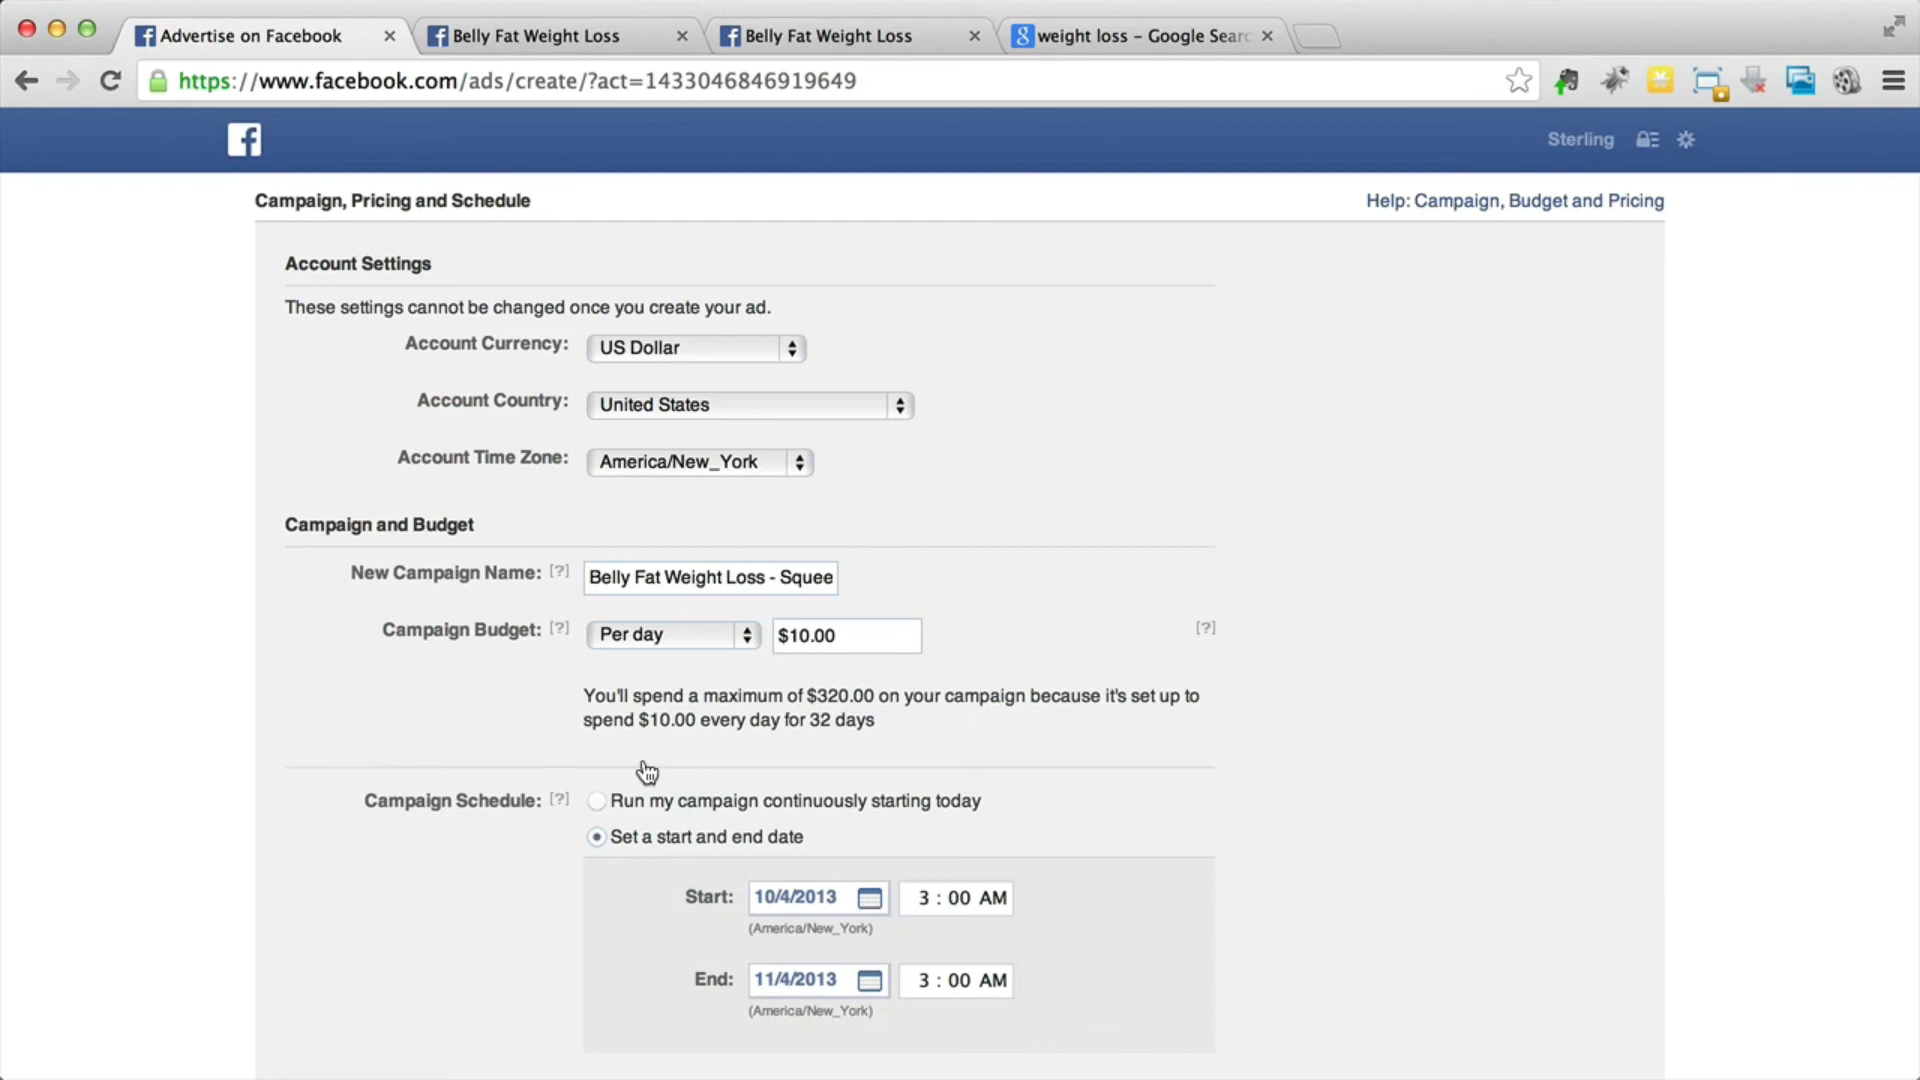 Advertise on Facebook
Belly Fat Weight Loss
Belly Fat Weight Loss
weight loss – Google Searc
https://www.facebook.com/ads/create/?act=1433046846919649
Sterling
Campaign, Pricing and Schedule
Help: Campaign, Budget and Pricing
Account Settings
These settings cannot be changed once you create your ad.
Account Currency: US Dollar
Account Country: United States
Account Time Zone: America/New_York
Campaign and Budget
New Campaign Name: [?] Belly Fat Weight Loss - Squee
Campaign Budget: [?] Per day $10.00 [?]
You'll spend a maximum of $320.00 on your campaign because it's set up to
spend $10.00 every day for 32 days
Campaign Schedule: [?] Run my campaign continuously starting today
Set a start and end date
Start: 10/4/2013 3 : 00 AM
(America/New_York)
End: 11/4/2013 3 : 00 AM
(America/New_York)